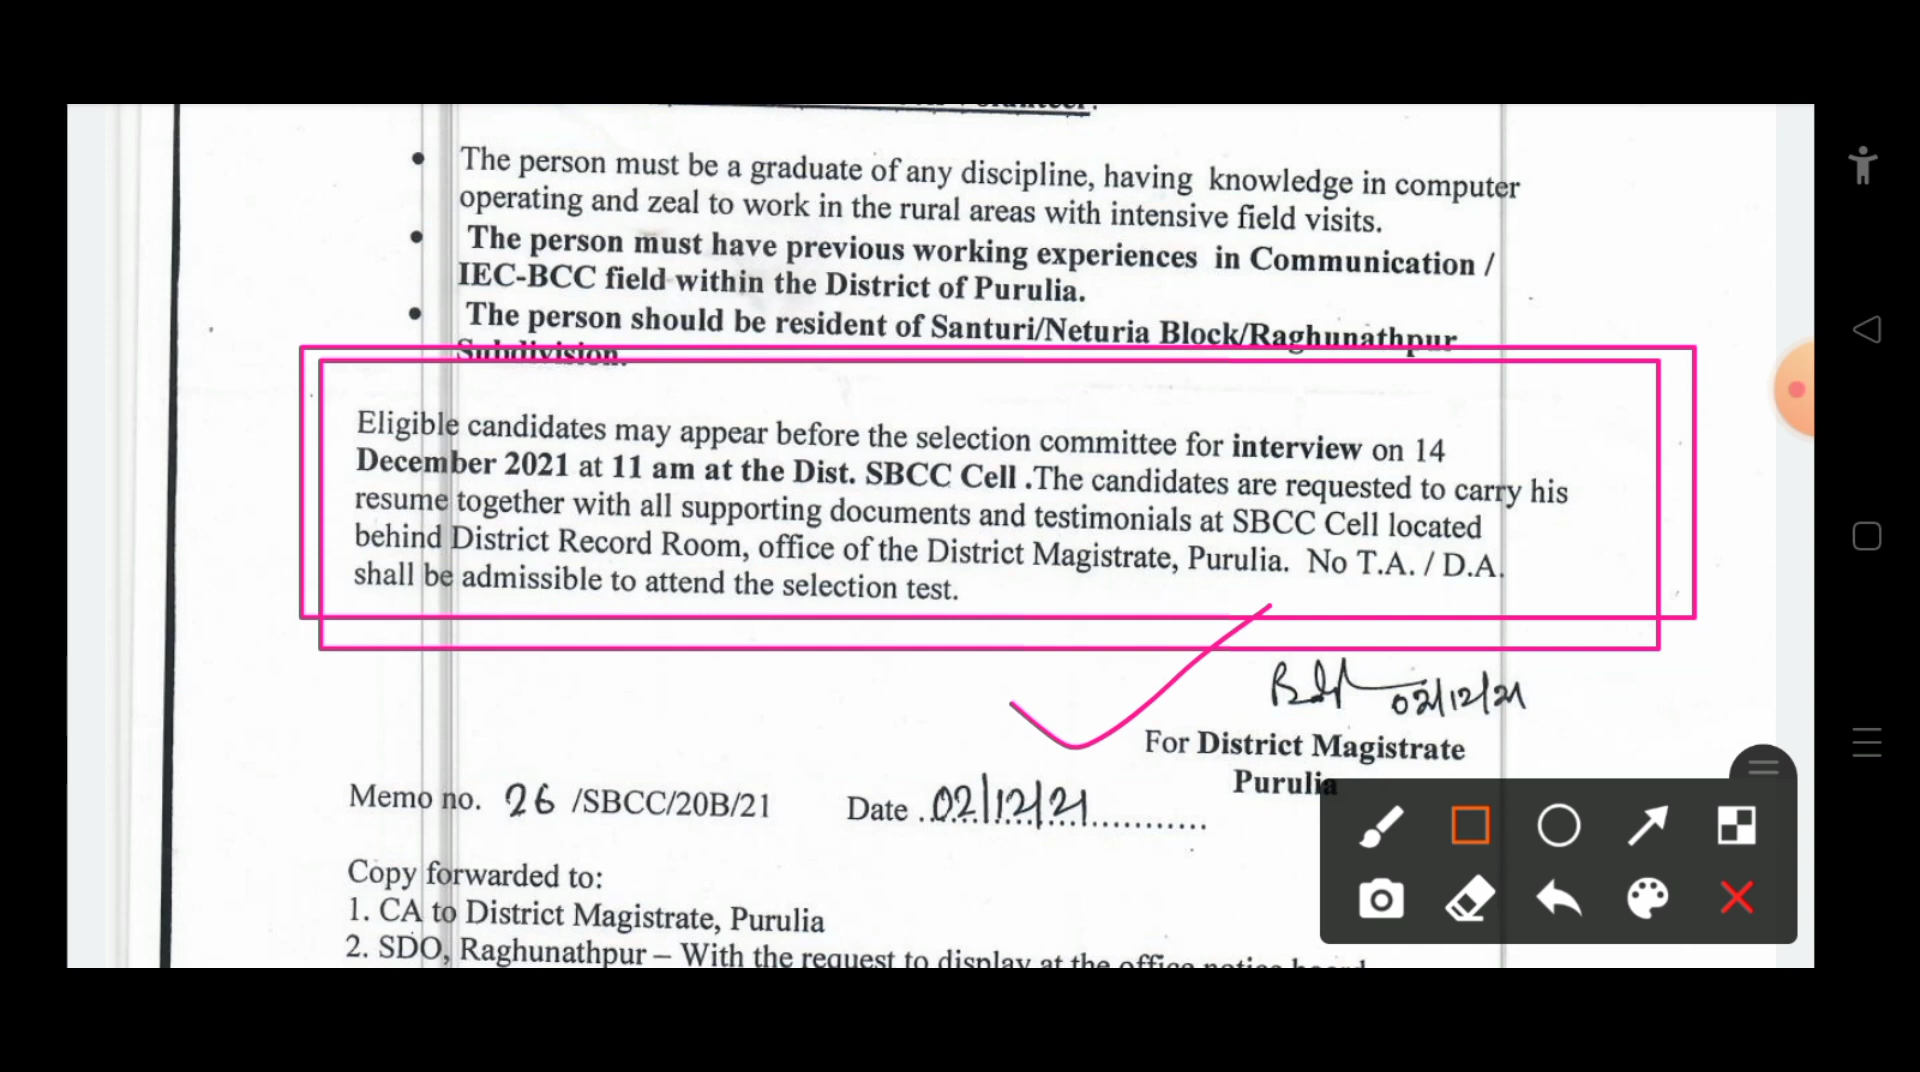 The person must be a graduate of any discipline, having knowledge in computer
operating and zeal to work in the rural areas with intensive field visits.
The person must have previous working experiences in Communication /
IEC-BCC field within the District of Purulia.
The person should be resident of Santuri/Neturia Block/Raghunathpur
Subdivision.
Eligible candidates may appear before the selection committee for interview on 14
December 2021 at 11 am at the Dist. SBCC Cell .The candidates are requested to carry his
resume together with all supporting documents and testimonials at SBCC Cell located
behind District Record Room, office of the District Magistrate, Purulia. No T.A. / D.A.
shall be admissible to attend the selection test.
02/12/21
For District Magistrate
Purulia
Memo no. 26 /SBCC/20B/21 Date 02/12/21
Copy forwarded to:
1. CA to District Magistrate, Purulia
2. SDO, Raghunathpur – With the request to display at the office notice board